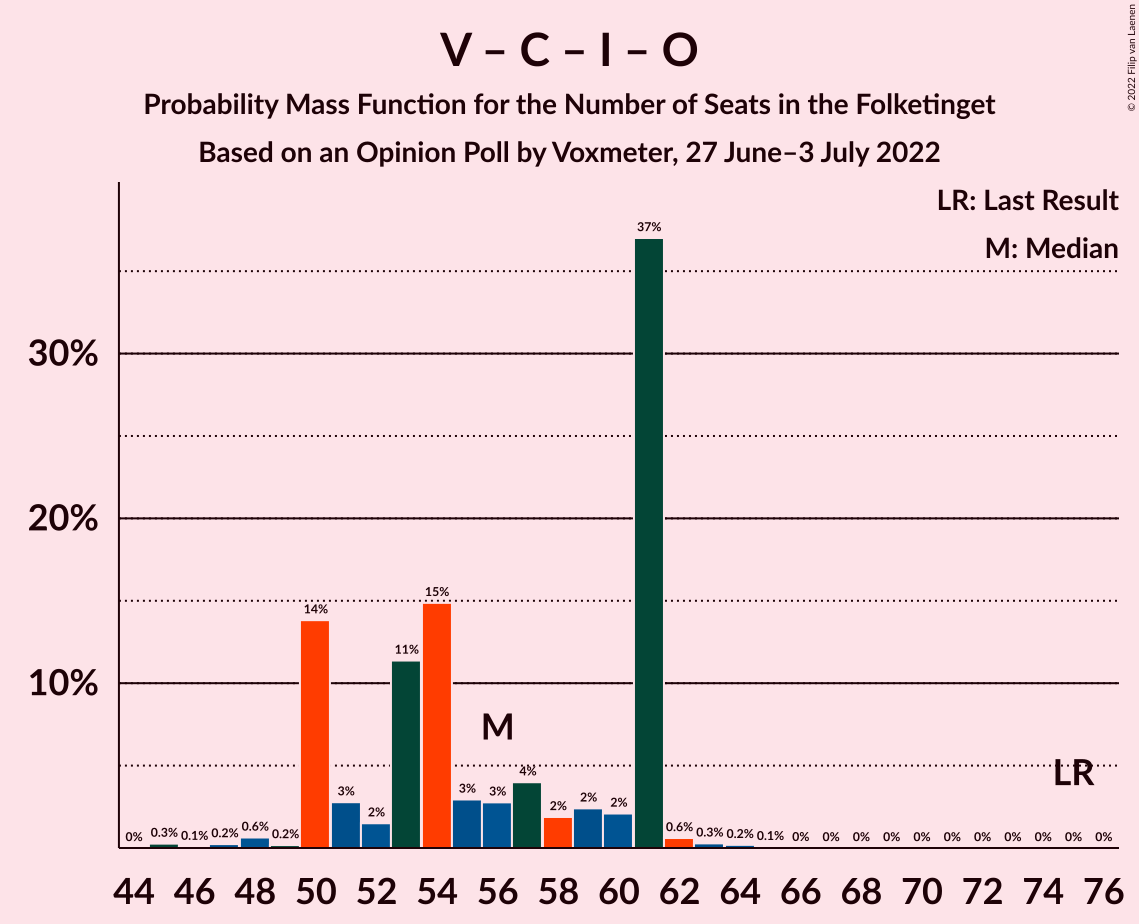 V – C – I – O
Probability Mass Function for the Number of Seats in the Folketinget
Based on an Opinion Poll by Voxmeter, 27 June–3 July 2022
© 2022 Filip van Laenen
LR: Last Result
M: Median
30%
20%
10%
0% 0.3% 0.1% 0.2% 0.6% 0.2% 14% 3% 2% 11% 15% 3% 3% 4% 2% 2% 2% 37% 0.6% 0.3% 0.2% 0.1% 0% 0% 0% 0% 0% 0% 0% 0% 0% 0% 0%
M
LR
44 46 48 50 52 54 56 58 60 62 64 66 68 70 72 74 76